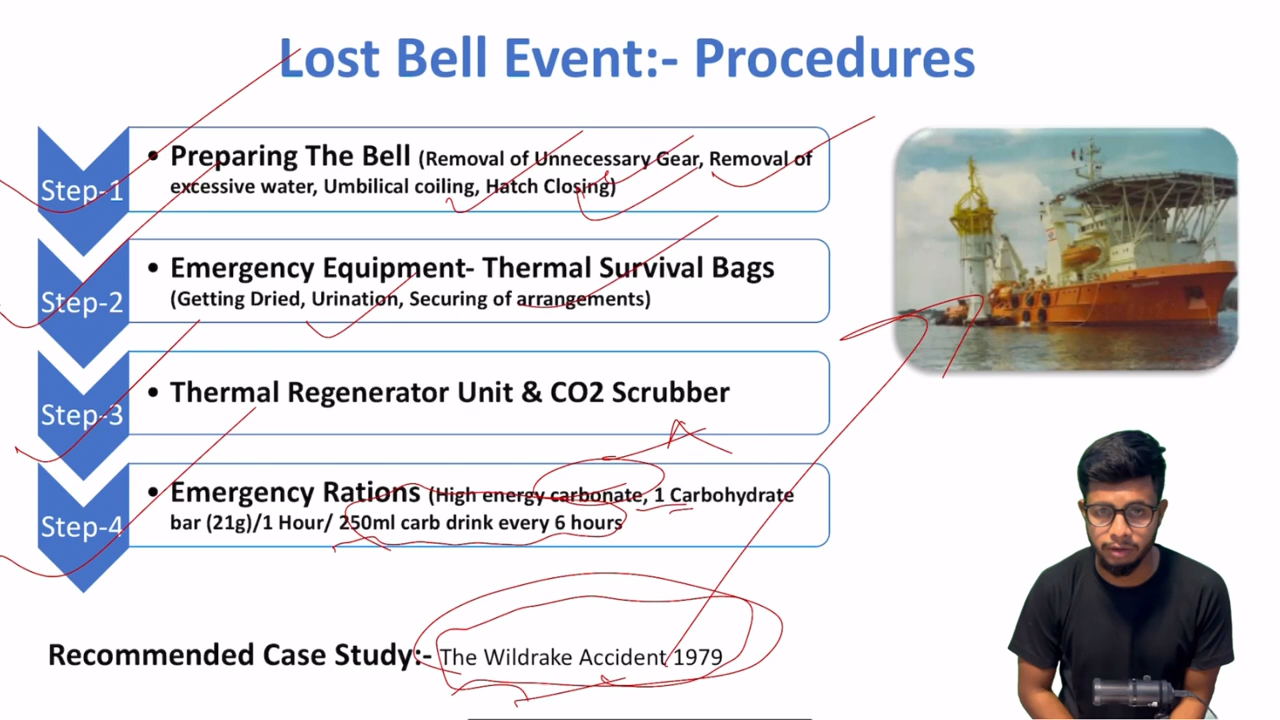 Lost Bell Event:- Procedures
Step-1
• Preparing The Bell (Removal of Unnecessary Gear, Removal of
excessive water, Umbilical coiling, Hatch Closing)
Step-2
• Emergency Equipment- Thermal Survival Bags
(Getting Dried, Urination, Securing of arrangements)
Step-3
• Thermal Regenerator Unit & CO2 Scrubber
Step-4
• Emergency Rations (High energy carbonate, 1 Carbohydrate
bar (21g)/1 Hour/ 250ml carb drink every 6 hours
Recommended Case Study:- The Wildrake Accident 1979